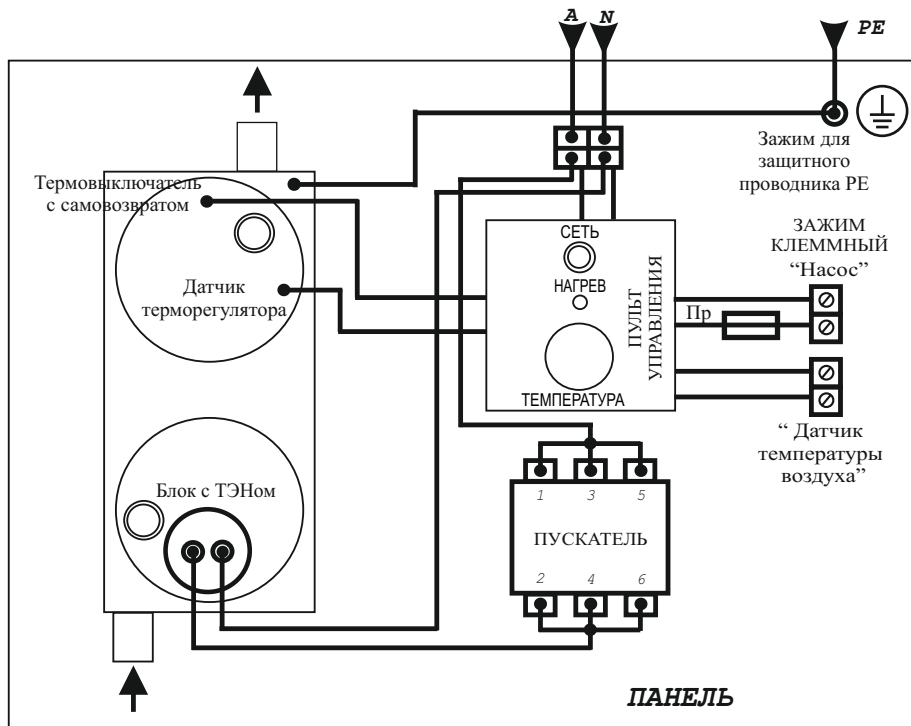 A N PE
Зажим для
защитного
проводника PE
Термовыключатель
с самовозвратом
Датчик
терморегулятора
СЕТЬ
НАГРЕВ
ТЕМПЕРАТУРА
ПУЛЬТ
УПРАВЛЕНИЯ
ЗАЖИМ
КЛЕММНЫЙ
“Насос”
Пр
“ Датчик
температуры
воздуха”
Блок с ТЭНом
1 3 5
ПУСКАТЕЛЬ
2 4 6
ПАНЕЛЬ